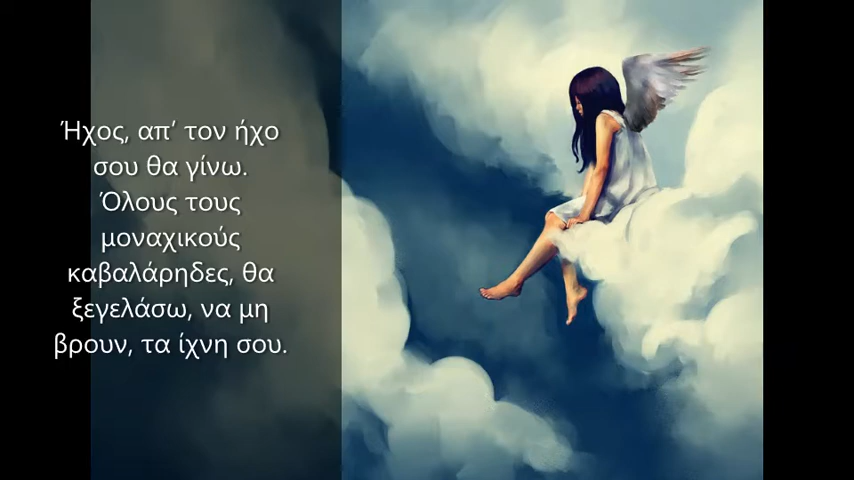 Ήχος, απ’ τον ήχο
σου θα γίνω.
Όλους τους
μοναχικούς
καβαλάρηδες, θα
ξεγελάσω, να μη
βρουν, τα ίχνη σου.